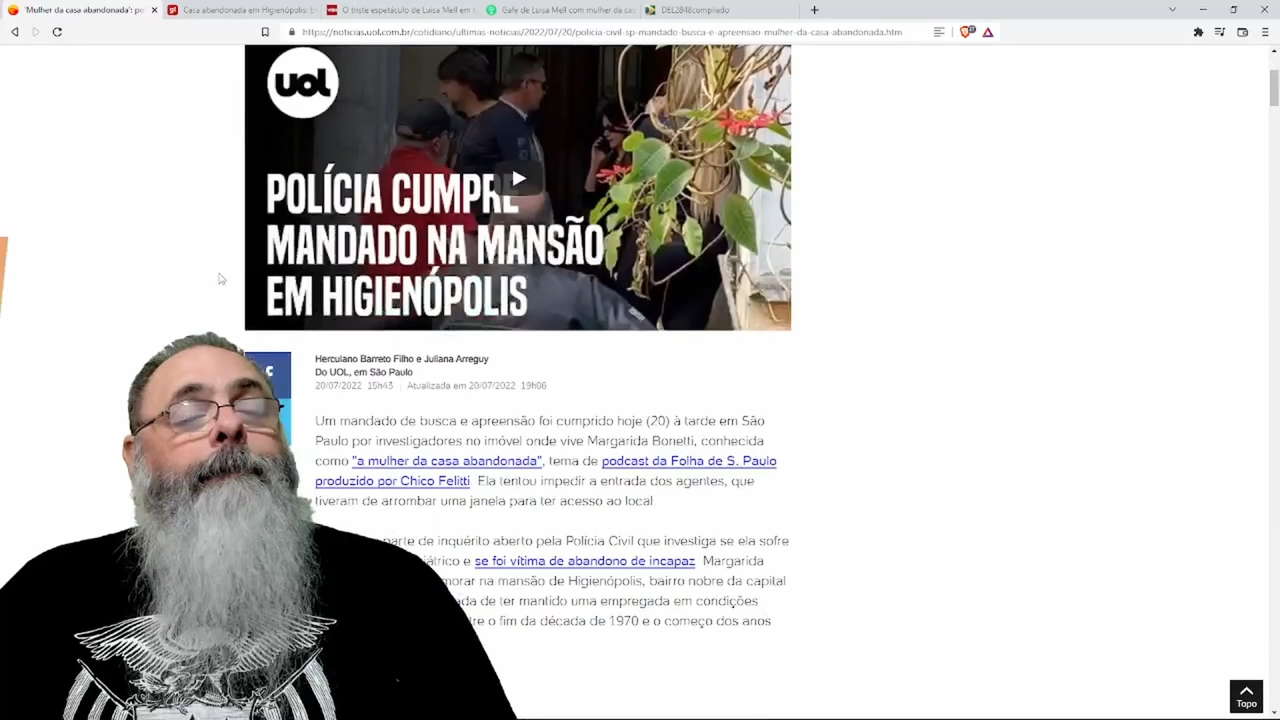 'Mulher da casa abandonada': po
Casa abandonada em Higienópolis: E
O triste espetáculo de Luisa Mell em t
Gafe de Luisa Mell com mulher da cas
DEL2848compilado
https://noticias.uol.com.br/cotidiano/ultimas-noticias/2022/07/20/policia-civil-sp-mandado-busca-e-apreensao-mulher-da-casa-abandonada.htm
uol
POLÍCIA CUMPRE
MANDADO NA MANSÃO
EM HIGIENÓPOLIS
Herculano Barreto Filho e Juliana Arreguy
Do UOL, em São Paulo
20/07/2022 15h43 | Atualizada em 20/07/2022 19h06
Um mandado de busca e apreensão foi cumprido hoje (20) à tarde em São
Paulo por investigadores no imóvel onde vive Margarida Bonetti, conhecida
como "a mulher da casa abandonada", tema de podcast da Folha de S. Paulo
produzido por Chico Felitti. Ela tentou impedir a entrada dos agentes, que
tiveram de arrombar uma janela para ter acesso ao local
parte de inquérito aberto pela Polícia Civil que investiga se ela sofre
iátrico e se foi vítima de abandono de incapaz. Margarida
morar na mansão de Higienópolis, bairro nobre da capital
ada de ter mantido uma empregada em condições
tre o fim da década de 1970 e o começo dos anos
Topo